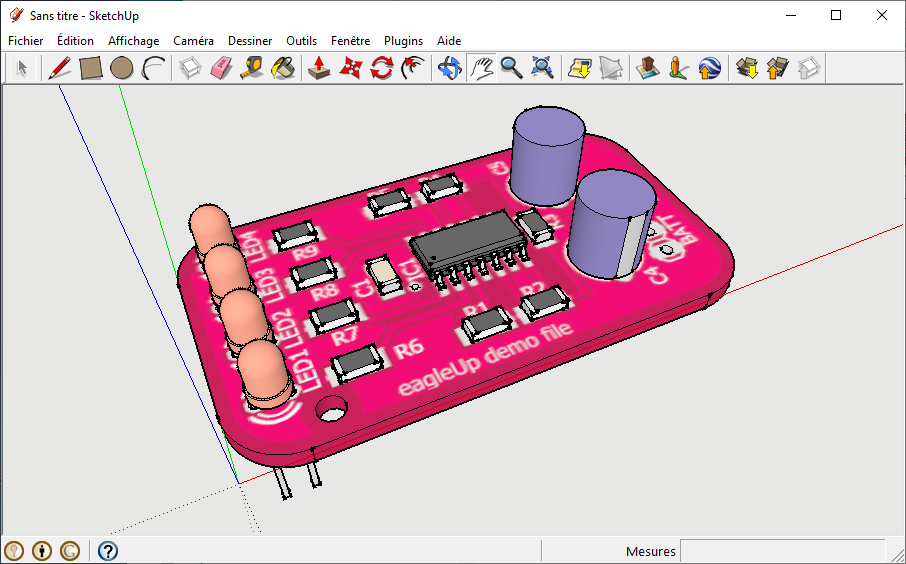 Sans titre - SketchUp
Fichier Édition Affichage Caméra Dessiner Outils Fenêtre Plugins Aide
C3
LED4
R9
R3
BATT
LED3
R8
C1
IC1
C4
LED2
R7
R1
R2
LED1
R6
eagleUp demo file
Mesures